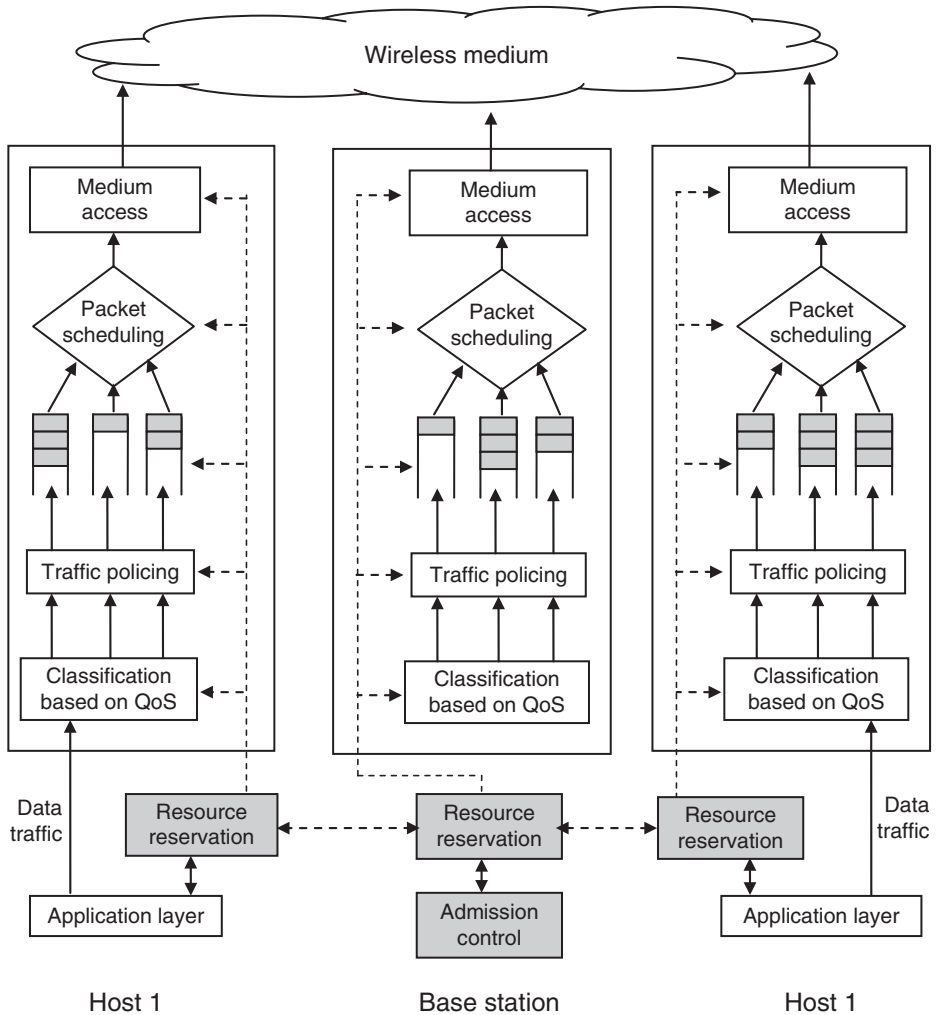 Wireless medium
Medium
access
Medium
access
Medium
access
Packet
scheduling
Packet
scheduling
Packet
scheduling
Traffic policing
Traffic policing
Traffic policing
Classification
based on QoS
Classification
based on QoS
Classification
based on QoS
Data
traffic
Resource
reservation
Resource
reservation
Resource
reservation
Data
traffic
Application layer
Admission
control
Application layer
Host 1
Base station
Host 1